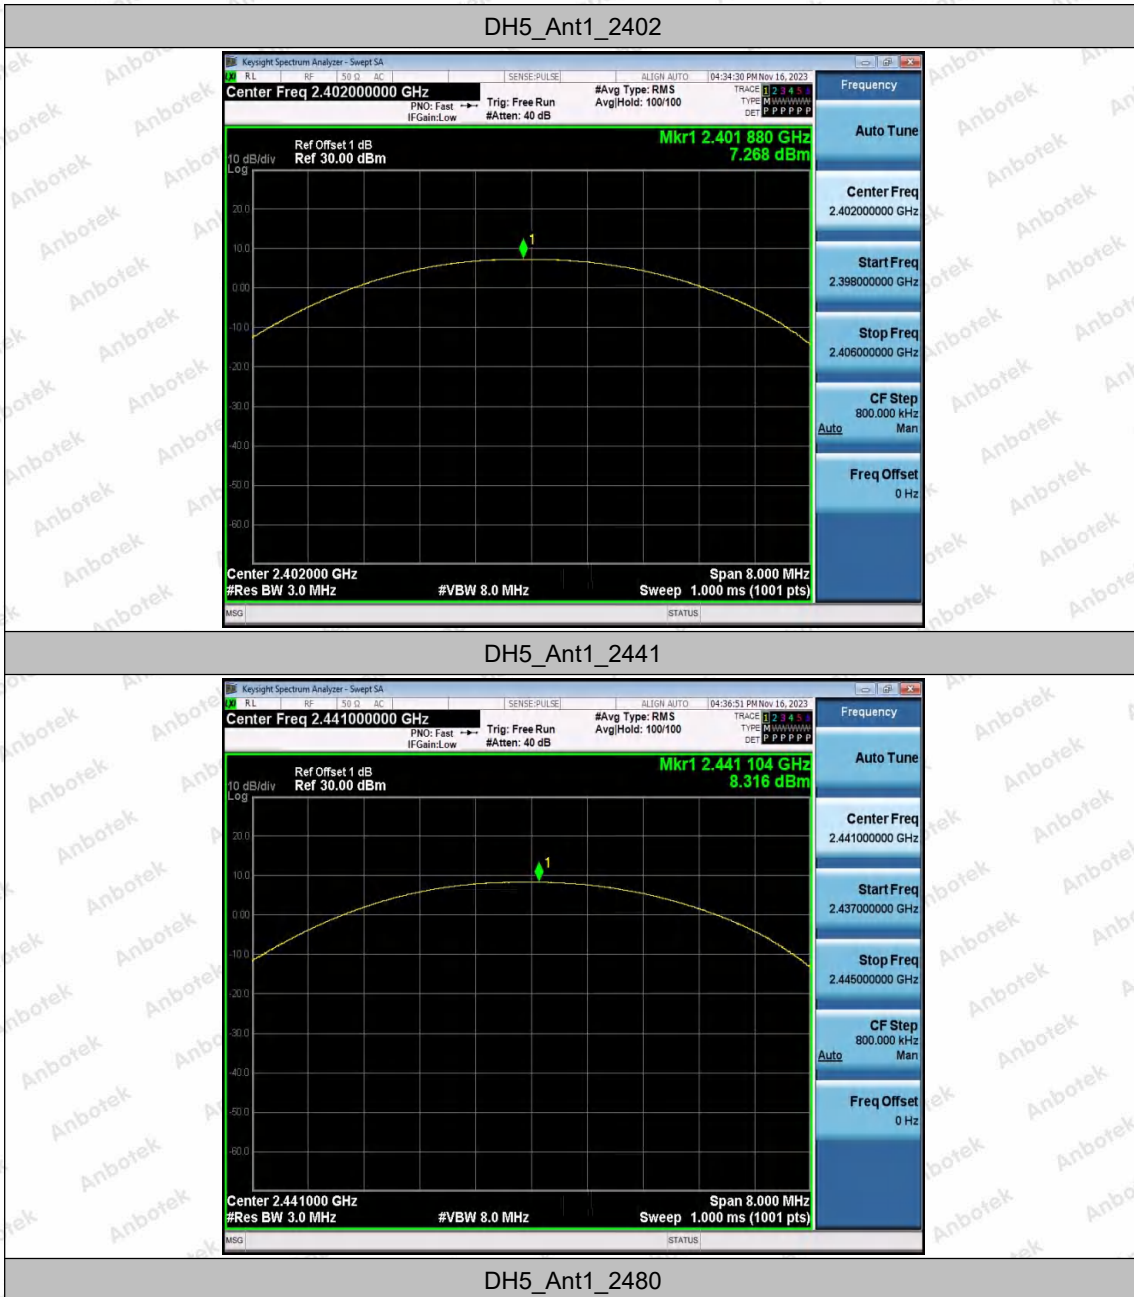 DH5_Ant1_2402
Keysight Spectrum Analyzer - Swept SA
RL RF 50 Ω AC SENSE:PULSE ALIGN AUTO 04:34:30 PM Nov 16, 2023
Center Freq 2.402000000 GHz
PNO: Fast
IFGain:Low
Trig: Free Run
#Atten: 40 dB
#Avg Type: RMS
Avg|Hold: 100/100
TRACE 1 2 3 4 5
TYPE M
DET P P P P P P
Frequency
Auto Tune
Center Freq
2.402000000 GHz
Start Freq
2.398000000 GHz
Stop Freq
2.406000000 GHz
CF Step
800.000 kHz
Auto Man
Freq Offset
0 Hz
Mkr1 2.401 880 GHz
7.268 dBm
Ref Offset 1 dB
10 dB/div Ref 30.00 dBm
Log
20.0
10.0
0.00
-10.0
-20.0
-30.0
-40.0
-50.0
-60.0
1
Center 2.402000 GHz Span 8.000 MHz
#Res BW 3.0 MHz #VBW 8.0 MHz Sweep 1.000 ms (1001 pts)
MSG STATUS
DH5_Ant1_2441
Keysight Spectrum Analyzer - Swept SA
RL RF 50 Ω AC SENSE:PULSE ALIGN AUTO 04:36:51 PM Nov 16, 2023
Center Freq 2.441000000 GHz
PNO: Fast
IFGain:Low
Trig: Free Run
#Atten: 40 dB
#Avg Type: RMS
Avg|Hold: 100/100
TRACE 1 2 3 4 5
TYPE M
DET P P P P P P
Frequency
Auto Tune
Center Freq
2.441000000 GHz
Start Freq
2.437000000 GHz
Stop Freq
2.445000000 GHz
CF Step
800.000 kHz
Auto Man
Freq Offset
0 Hz
Mkr1 2.441 104 GHz
8.316 dBm
Ref Offset 1 dB
10 dB/div Ref 30.00 dBm
Log
20.0
10.0
0.00
-10.0
-20.0
-30.0
-40.0
-50.0
-60.0
1
Center 2.441000 GHz Span 8.000 MHz
#Res BW 3.0 MHz #VBW 8.0 MHz Sweep 1.000 ms (1001 pts)
MSG STATUS
DH5_Ant1_2480
Anbotek